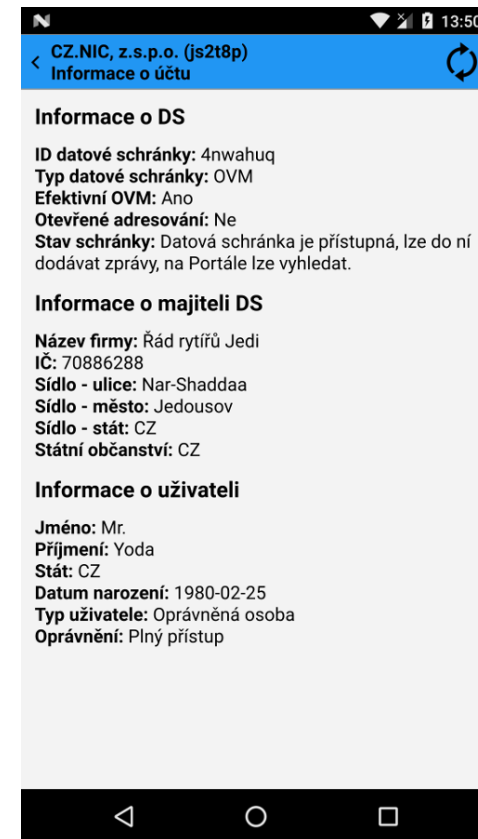 13:50
CZ.NIC, z.s.p.o. (js2t8p)
Informace o účtu
Informace o DS
ID datové schránky: 4nwahuq
Typ datové schránky: OVM
Efektivní OVM: Ano
Otevřené adresování: Ne
Stav schránky: Datová schránka je přístupná, lze do ní
dodávat zprávy, na Portále lze vyhledat.
Informace o majiteli DS
Název firmy: Řád rytířů Jedi
IČ: 70886288
Sídlo - ulice: Nar-Shaddaa
Sídlo - město: Jedousov
Sídlo - stát: CZ
Státní občanství: CZ
Informace o uživateli
Jméno: Mr.
Příjmení: Yoda
Stát: CZ
Datum narození: 1980-02-25
Typ uživatele: Oprávněná osoba
Oprávnění: Plný přístup